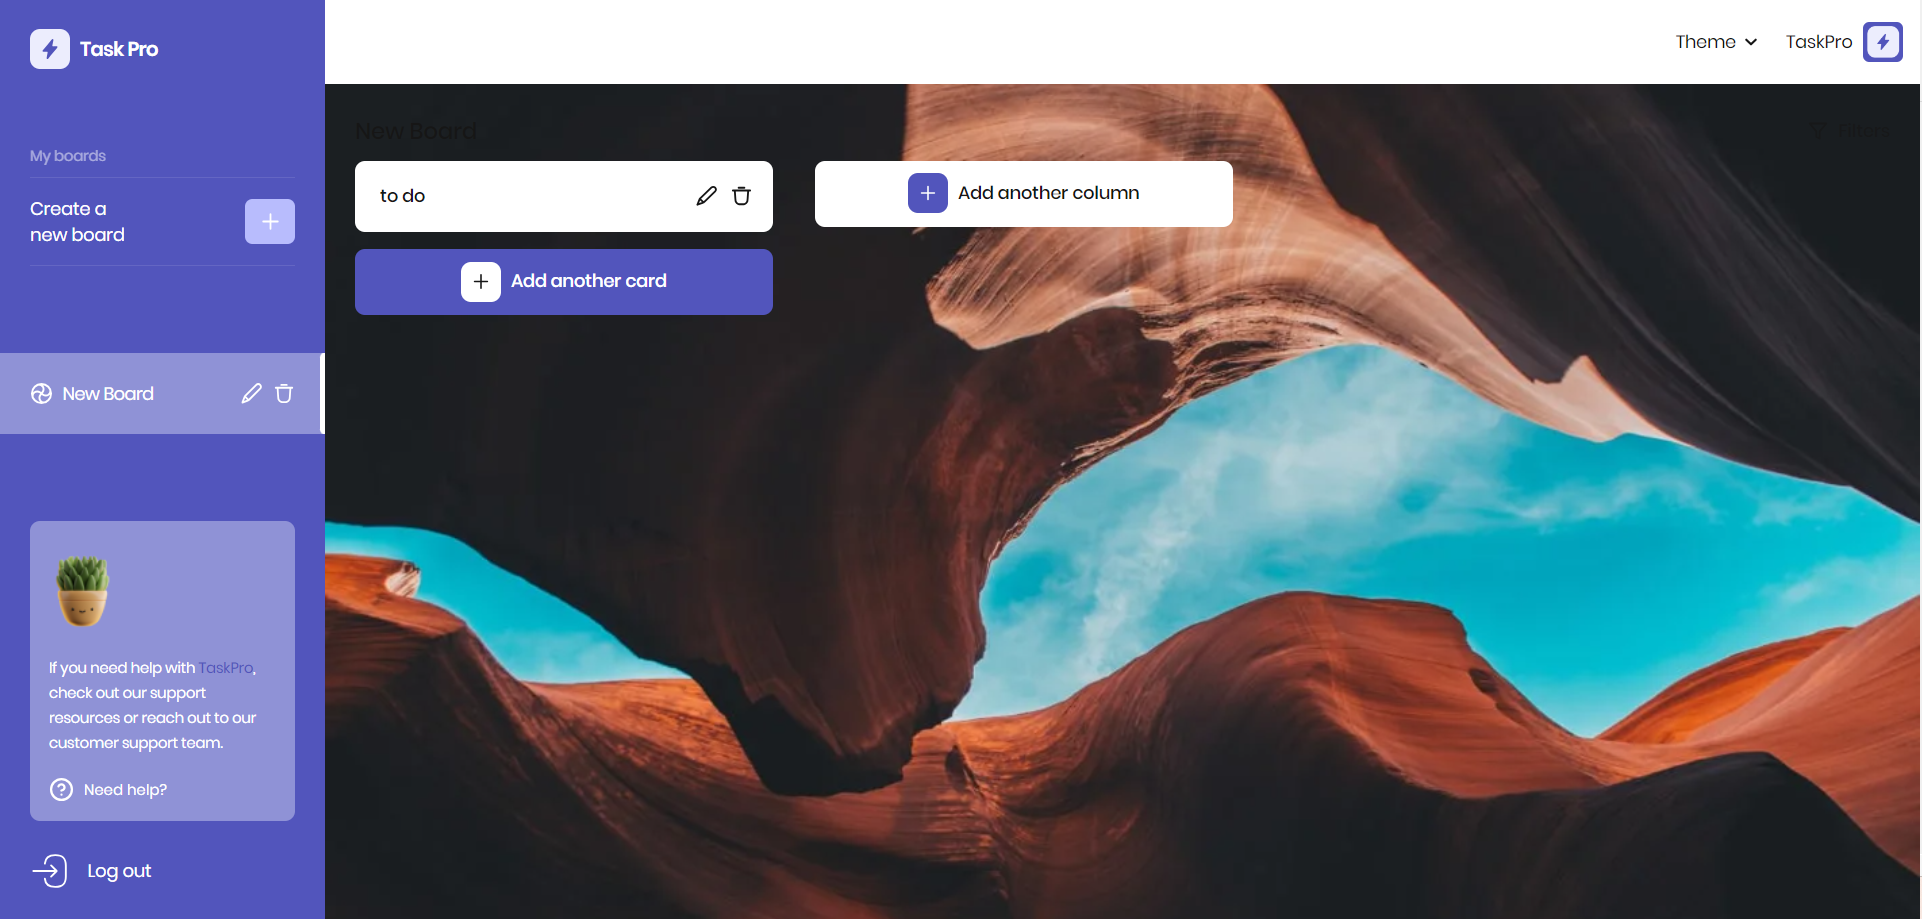 Task Pro
My boards
Create a
new board
New Board
If you need help with TaskPro,
check out our support
resources or reach out to our
customer support team.
Need help?
Log out
Theme
TaskPro
New Board
Filters
to do
Add another card
Add another column